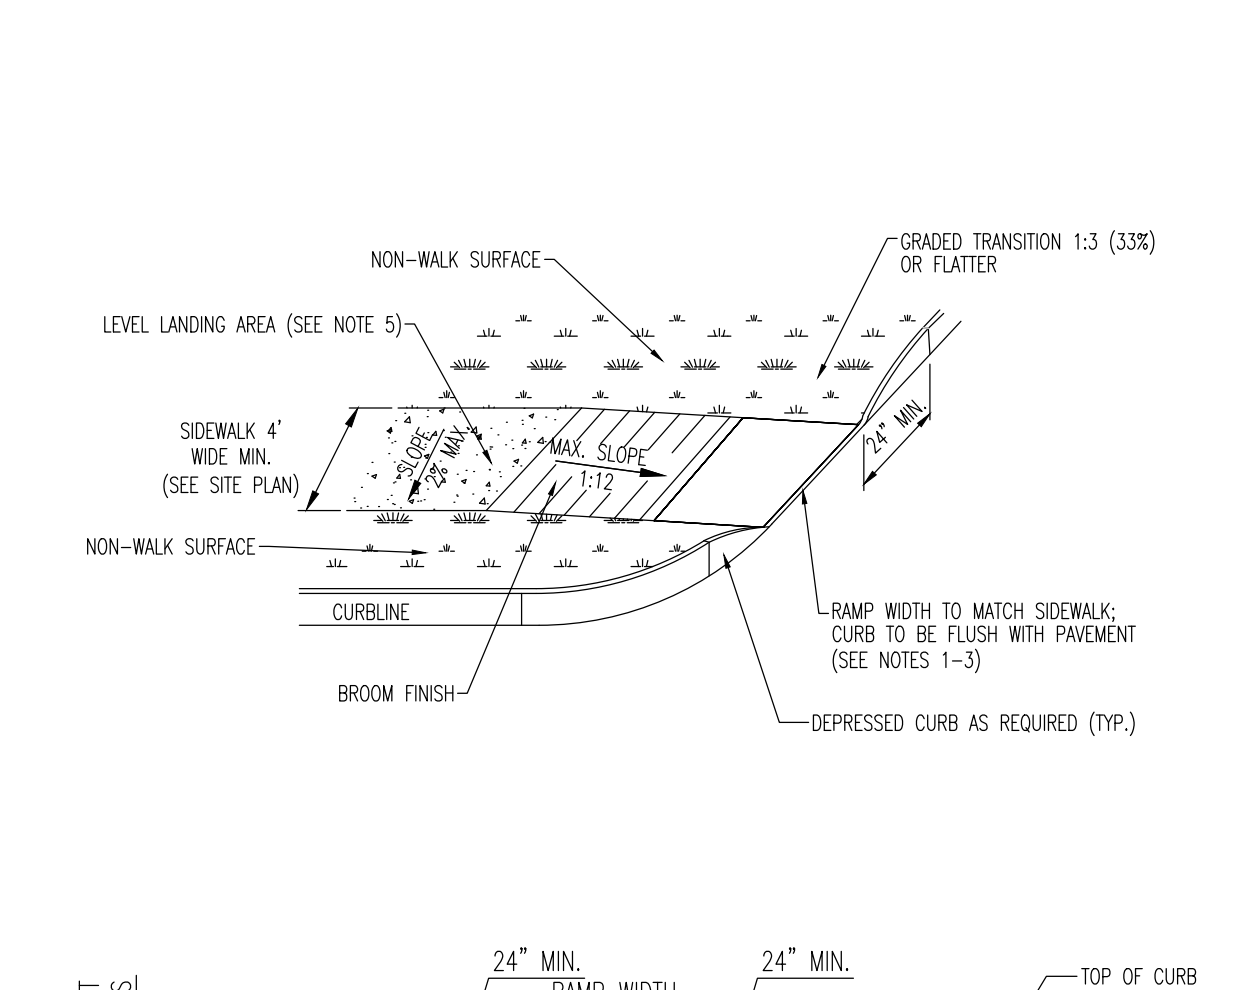 GRADED TRANSITION 1:3 (33%)
OR FLATTER
NON-WALK SURFACE
LEVEL LANDING AREA (SEE NOTE 5)
SIDEWALK 4'
WIDE MIN.
(SEE SITE PLAN)
SLOPE
2% MAX.
MAX. SLOPE
1:12
24" MIN.
NON-WALK SURFACE
CURBLINE
RAMP WIDTH TO MATCH SIDEWALK;
CURB TO BE FLUSH WITH PAVEMENT
(SEE NOTES 1-3)
BROOM FINISH
DEPRESSED CURB AS REQUIRED (TYP.)
24" MIN.
24" MIN.
RAMP WIDTH
TOP OF CURB